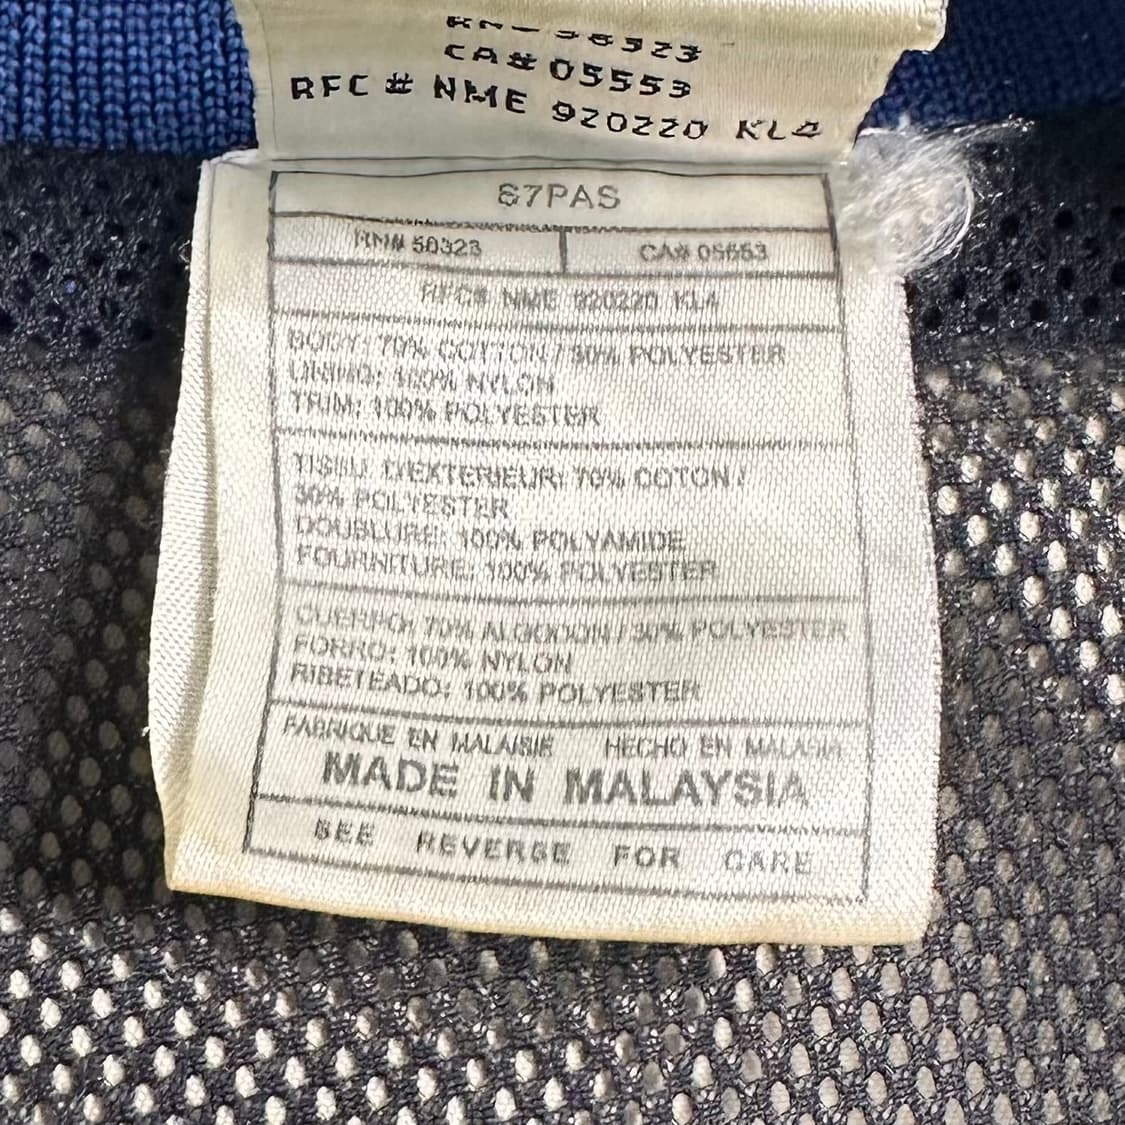 RN# 56323
CA# 05553
RFC # NME 920220 KL4
S7PAS
RN# 56323 CA# 05553
RFC# NME 920220 KL4
BODY: 70% COTTON / 30% POLYESTER
LINING: 100% NYLON
TRIM: 100% POLYESTER
TISSU D'EXTERIEUR: 70% COTON /
30% POLYESTER
DOUBLURE: 100% POLYAMIDE
FOURNITURE: 100% POLYESTER
CUERPO: 70% ALGODON / 30% POLYESTER
FORRO: 100% NYLON
RIBETEADO: 100% POLYESTER
FABRIQUE EN MALAISIE HECHO EN MALASIA
MADE IN MALAYSIA
SEE REVERSE FOR CARE